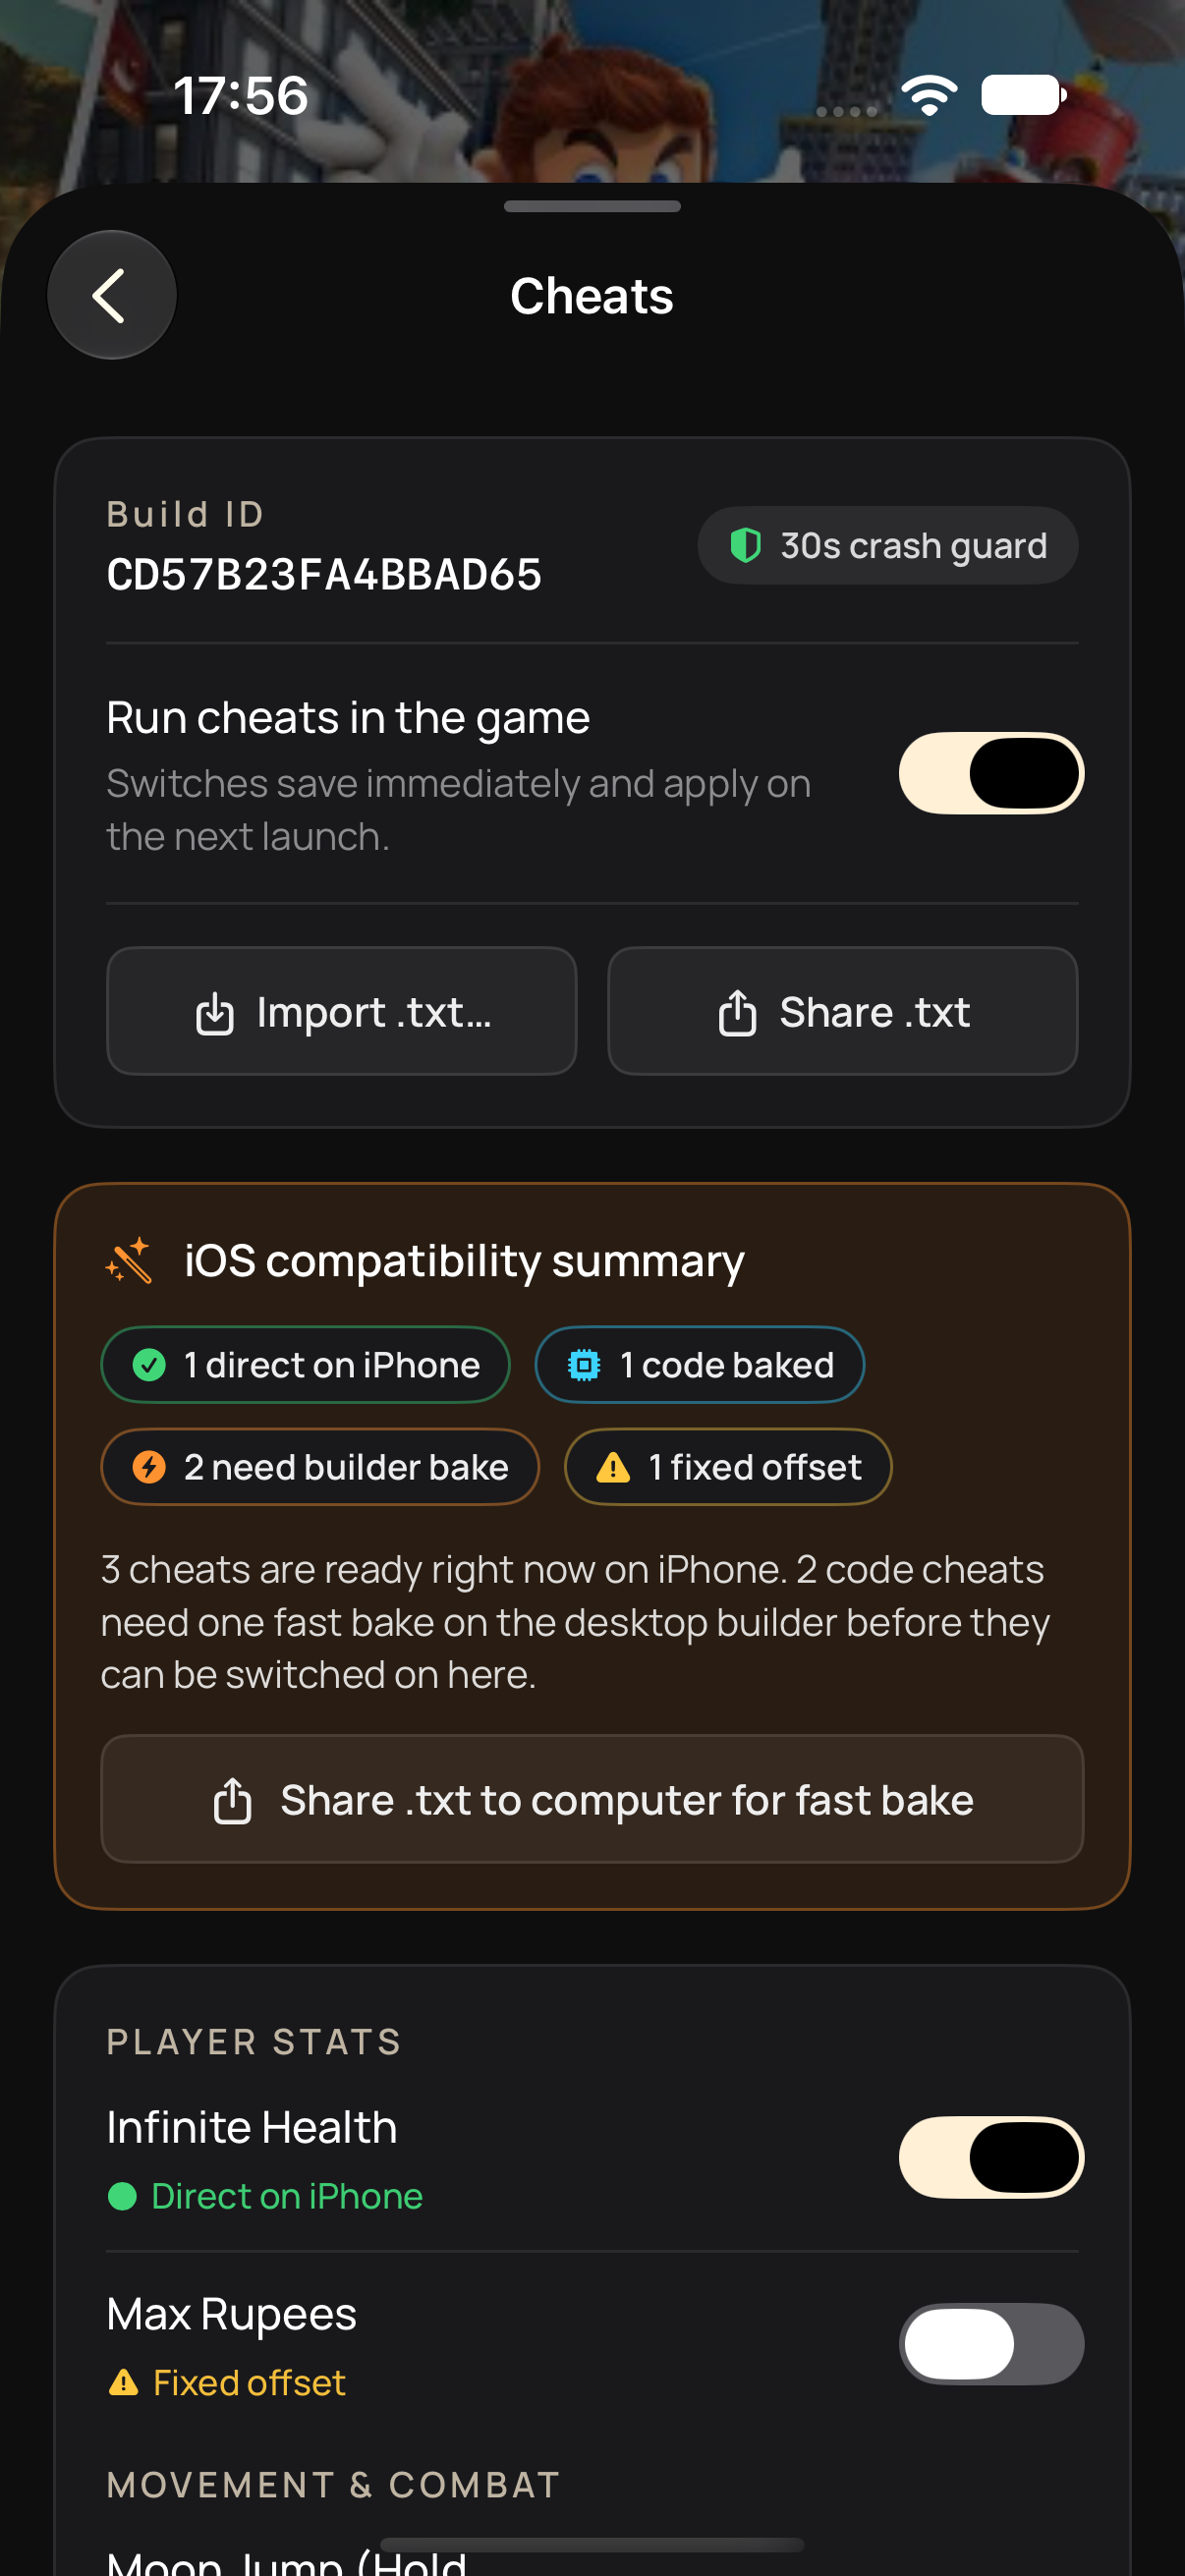 17:56
Cheats
Build ID
CD57B23FA4BBAD65
30s crash guard
Run cheats in the game
Switches save immediately and apply on
the next launch.
Import .txt...
Share .txt
iOS compatibility summary
1 direct on iPhone
1 code baked
2 need builder bake
1 fixed offset
3 cheats are ready right now on iPhone. 2 code cheats
need one fast bake on the desktop builder before they
can be switched on here.
Share .txt to computer for fast bake
PLAYER STATS
Infinite Health
Direct on iPhone
Max Rupees
Fixed offset
MOVEMENT & COMBAT
Moon Jump (Hold